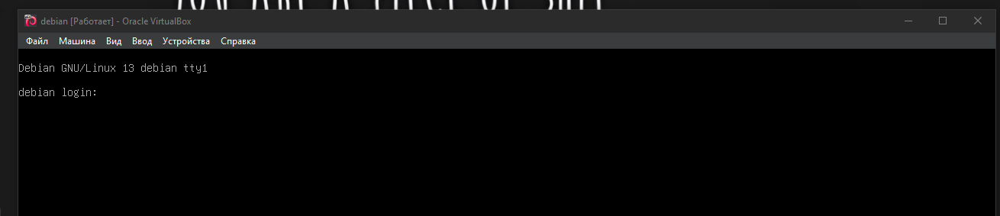 debian [Работает] - Oracle VirtualBox
Файл Машина Вид Ввод Устройства Справка
Debian GNU/Linux 13 debian tty1
debian login: